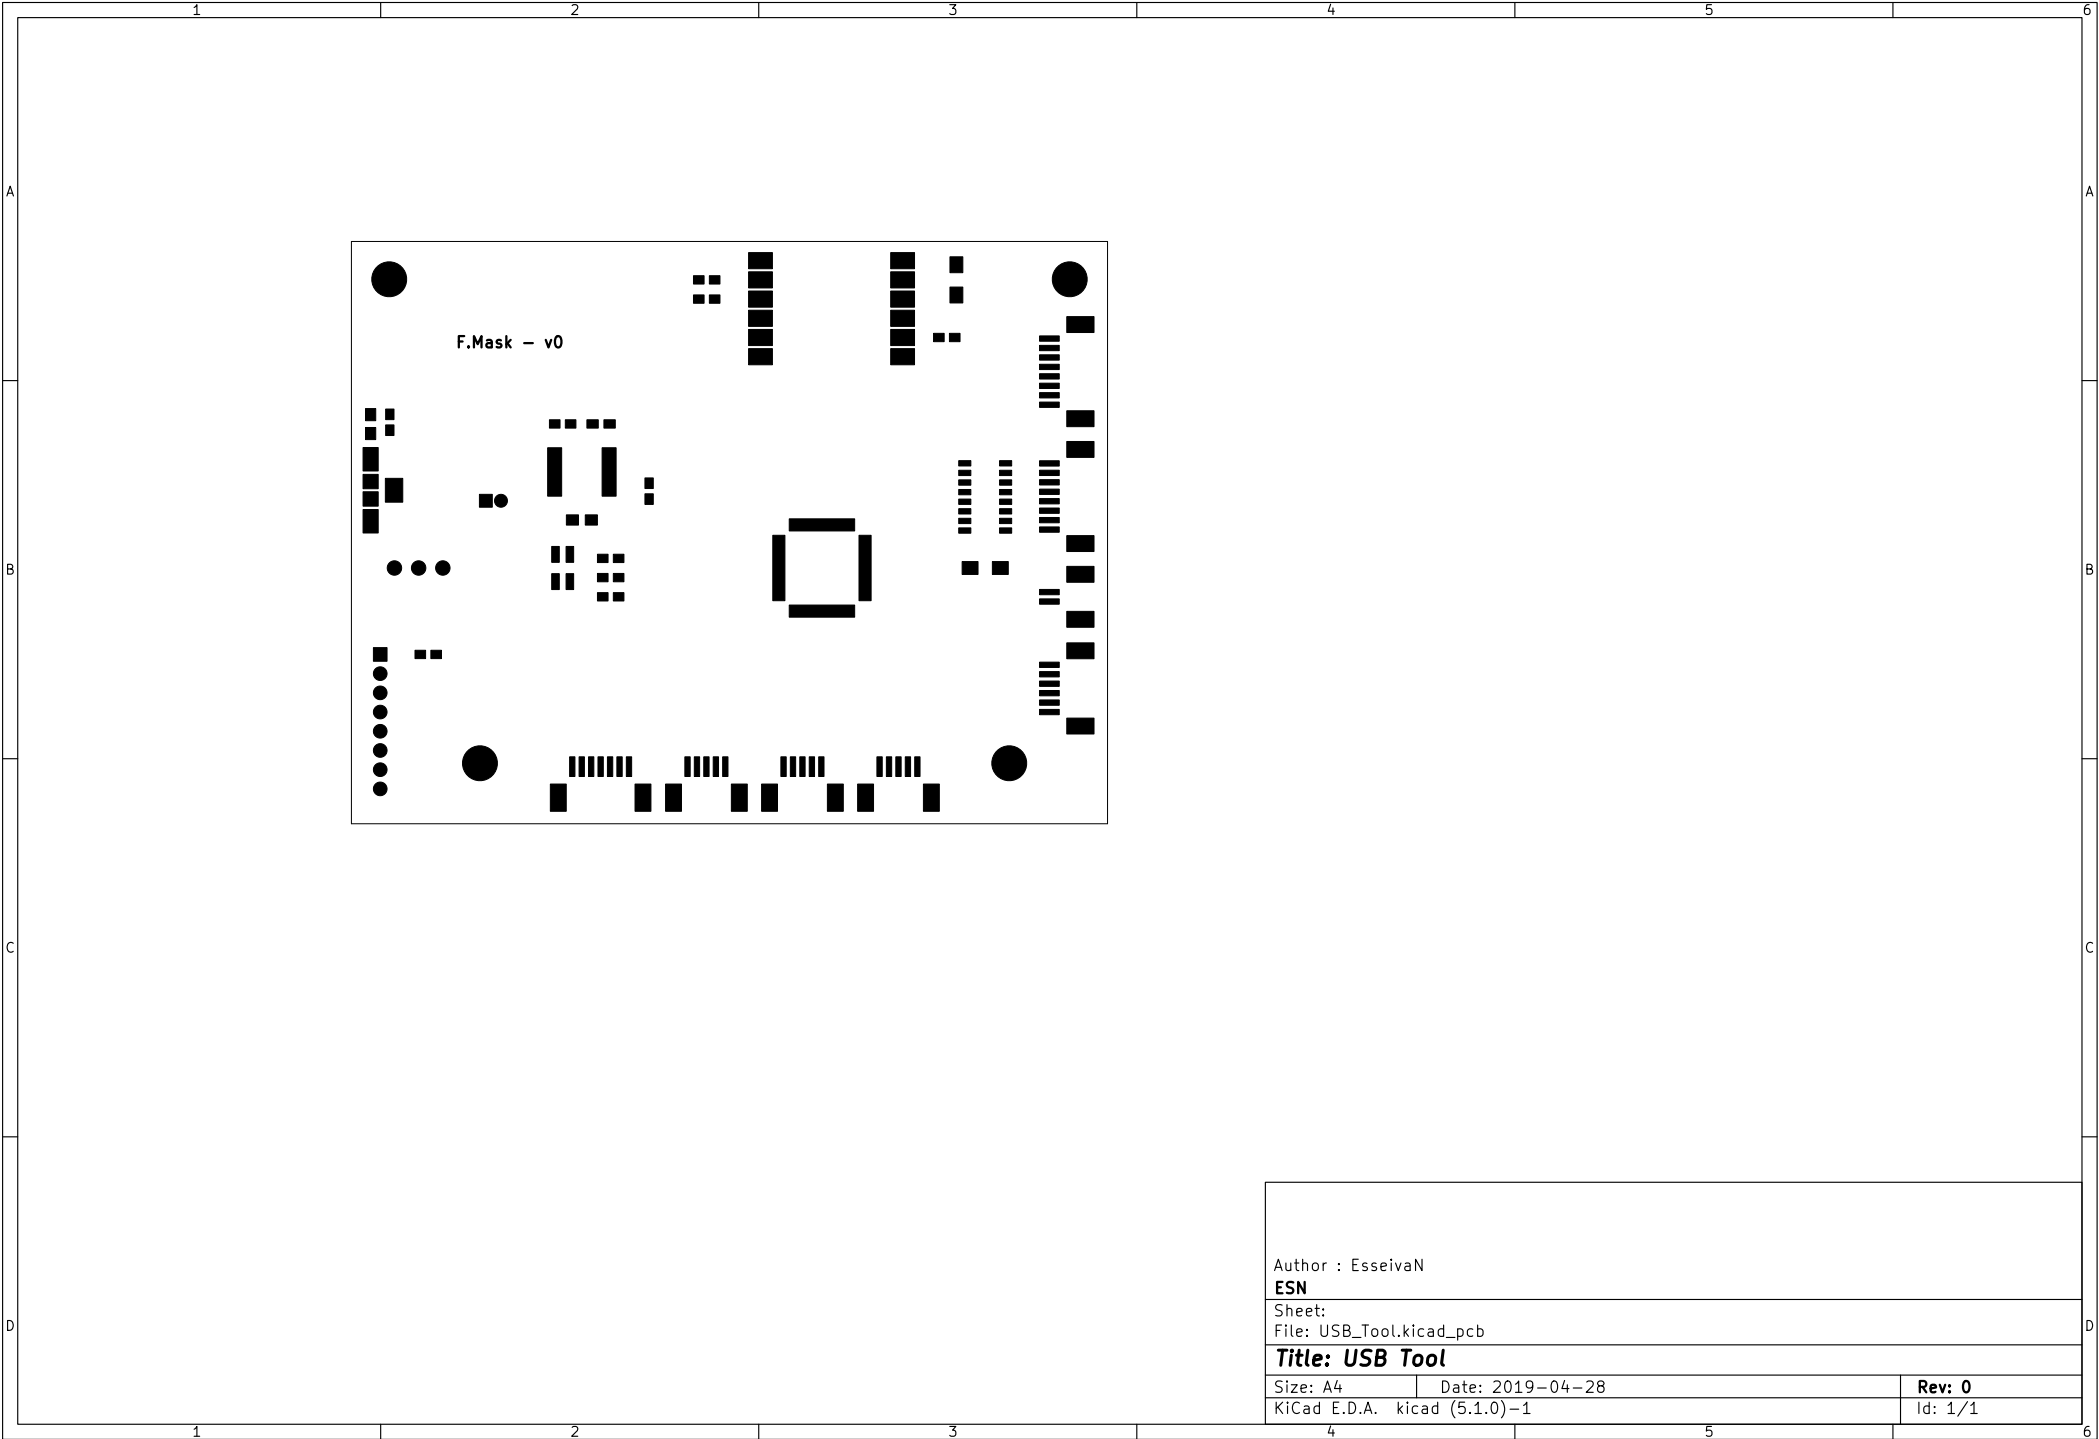 1 2 3 4 5 6
A A
F.Mask - v0
B B
C C
Author : EsseivaN
ESN
Sheet:
D D
File: USB_Tool.kicad_pcb
Title: USB Tool
Size: A4 Date: 2019-04-28 Rev: 0
KiCad E.D.A. kicad (5.1.0)-1 Id: 1/1
1 2 3 4 5 6